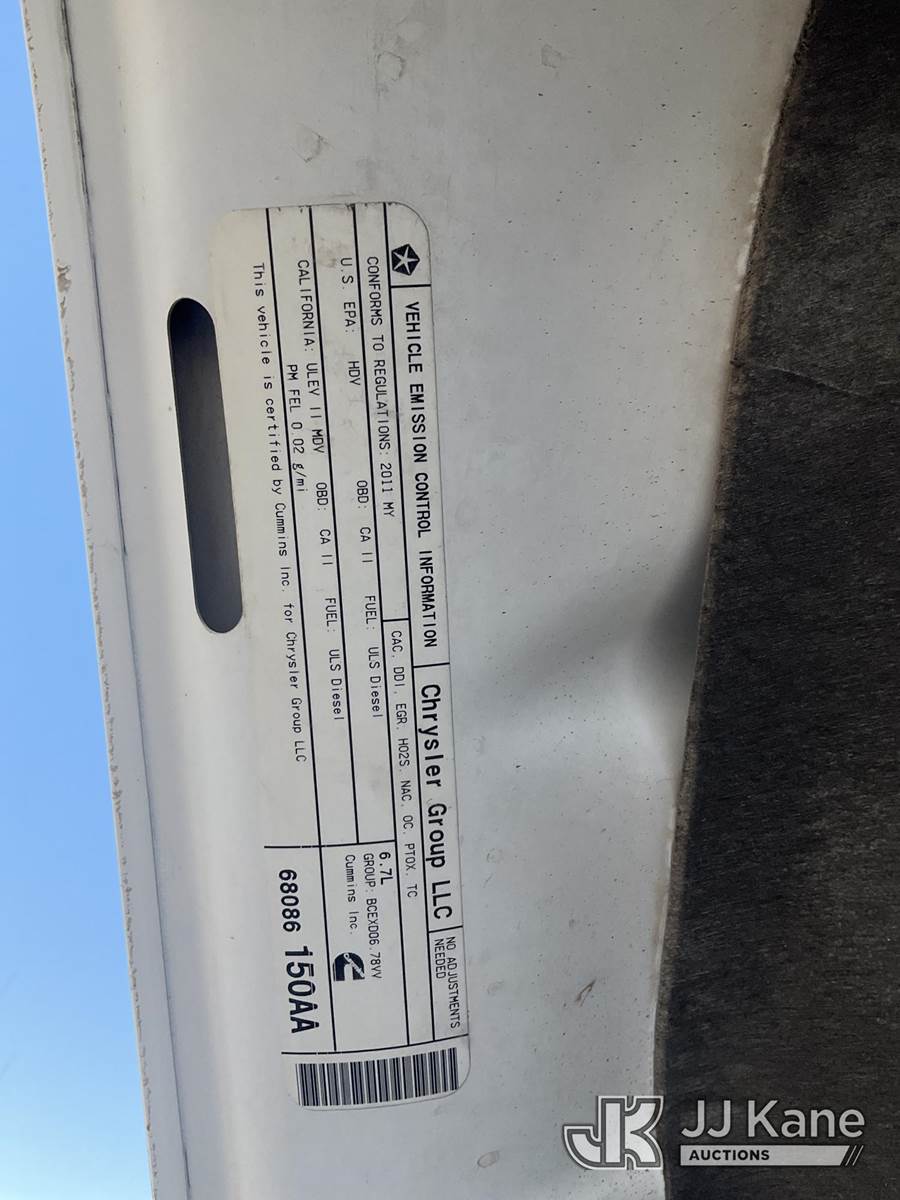 VEHICLE EMISSION CONTROL INFORMATION
Chrysler Group LLC
NO ADJUSTMENTS
NEEDED
CONFORMS TO REGULATIONS: 2011 MY
CAC, DDI, EGR, HO2S, NAC, OC, PTOX, TC
U.S. EPA: HDV OBD: CA II FUEL: ULS Diesel
6.7L
GROUP: BCEXD06.78VV
Cummins Inc.
CALIFORNIA: ULEV II MDV OBD: CA II FUEL: ULS Diesel
PM FEL 0.02 g/mi
This vehicle is certified by Cummins Inc. for Chrysler Group LLC
68086 150AA
JK JJ Kane
AUCTIONS